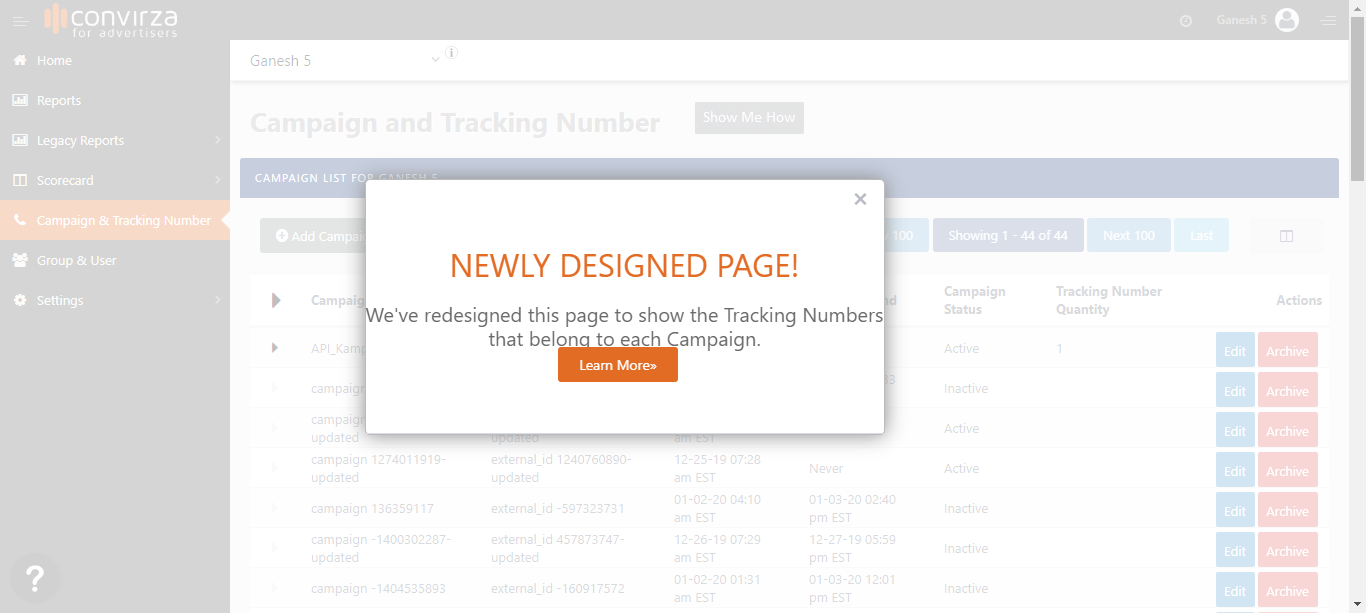 convirza
for advertisers
Ganesh 5
Home
Reports
Legacy Reports
Scorecard
Campaign & Tracking Number
Group & User
Settings
?
Ganesh 5
i
Campaign and Tracking Number
Show Me How
CAMPAIGN LIST FOR GANESH 5
×
NEWLY DESIGNED PAGE!
We've redesigned this page to show the Tracking Numbers
that belong to each Campaign.
Learn More»
Add Campai
100
Showing 1 - 44 of 44
Next 100
Last
Campaig
nd
Campaign
Status
Tracking Number
Quantity
Actions
API_Kamp
Active
1
Edit
Archive
campaign
33
Inactive
Edit
Archive
campaign
updated
updated
am EST
Active
Edit
Archive
campaign 1274011919-
updated
external_id 1240760890-
updated
12-25-19 07:28
am EST
Never
Active
Edit
Archive
campaign 136359117
external_id -597323731
01-02-20 04:10
am EST
01-03-20 02:40
pm EST
Inactive
Edit
Archive
campaign -1400302287-
updated
external_id 457873747-
updated
12-26-19 07:29
am EST
12-27-19 05:59
pm EST
Inactive
Edit
Archive
campaign -1404535893
external_id -160917572
01-02-20 01:31
am EST
01-03-20 12:01
pm EST
Inactive
Edit
Archive